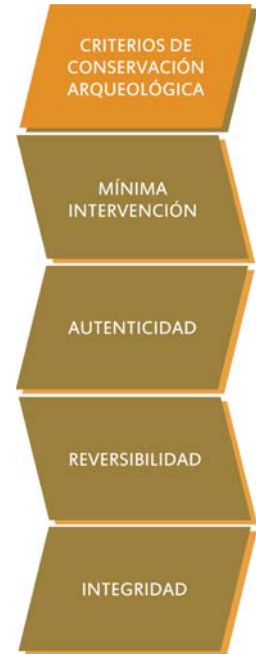 CRITERIOS DE
CONSERVACIÓN
ARQUEOLÓGICA
MÍNIMA
INTERVENCIÓN
AUTENTICIDAD
REVERSIBILIDAD
INTEGRIDAD